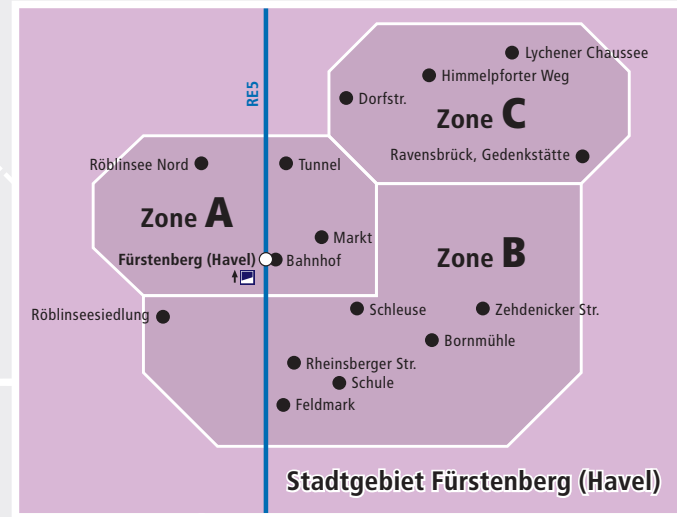 Lychener Chaussee
Himmelpforter Weg
RE5
Dorfstr.
Zone C
Ravensbrück, Gedenkstätte
Röblinsee Nord
Tunnel
Zone A
Markt
Zone B
Fürstenberg (Havel)
Bahnhof
Röblinseesiedlung
Schleuse
Zehdenicker Str.
Bornmühle
Rheinsberger Str.
Schule
Feldmark
Stadtgebiet Fürstenberg (Havel)